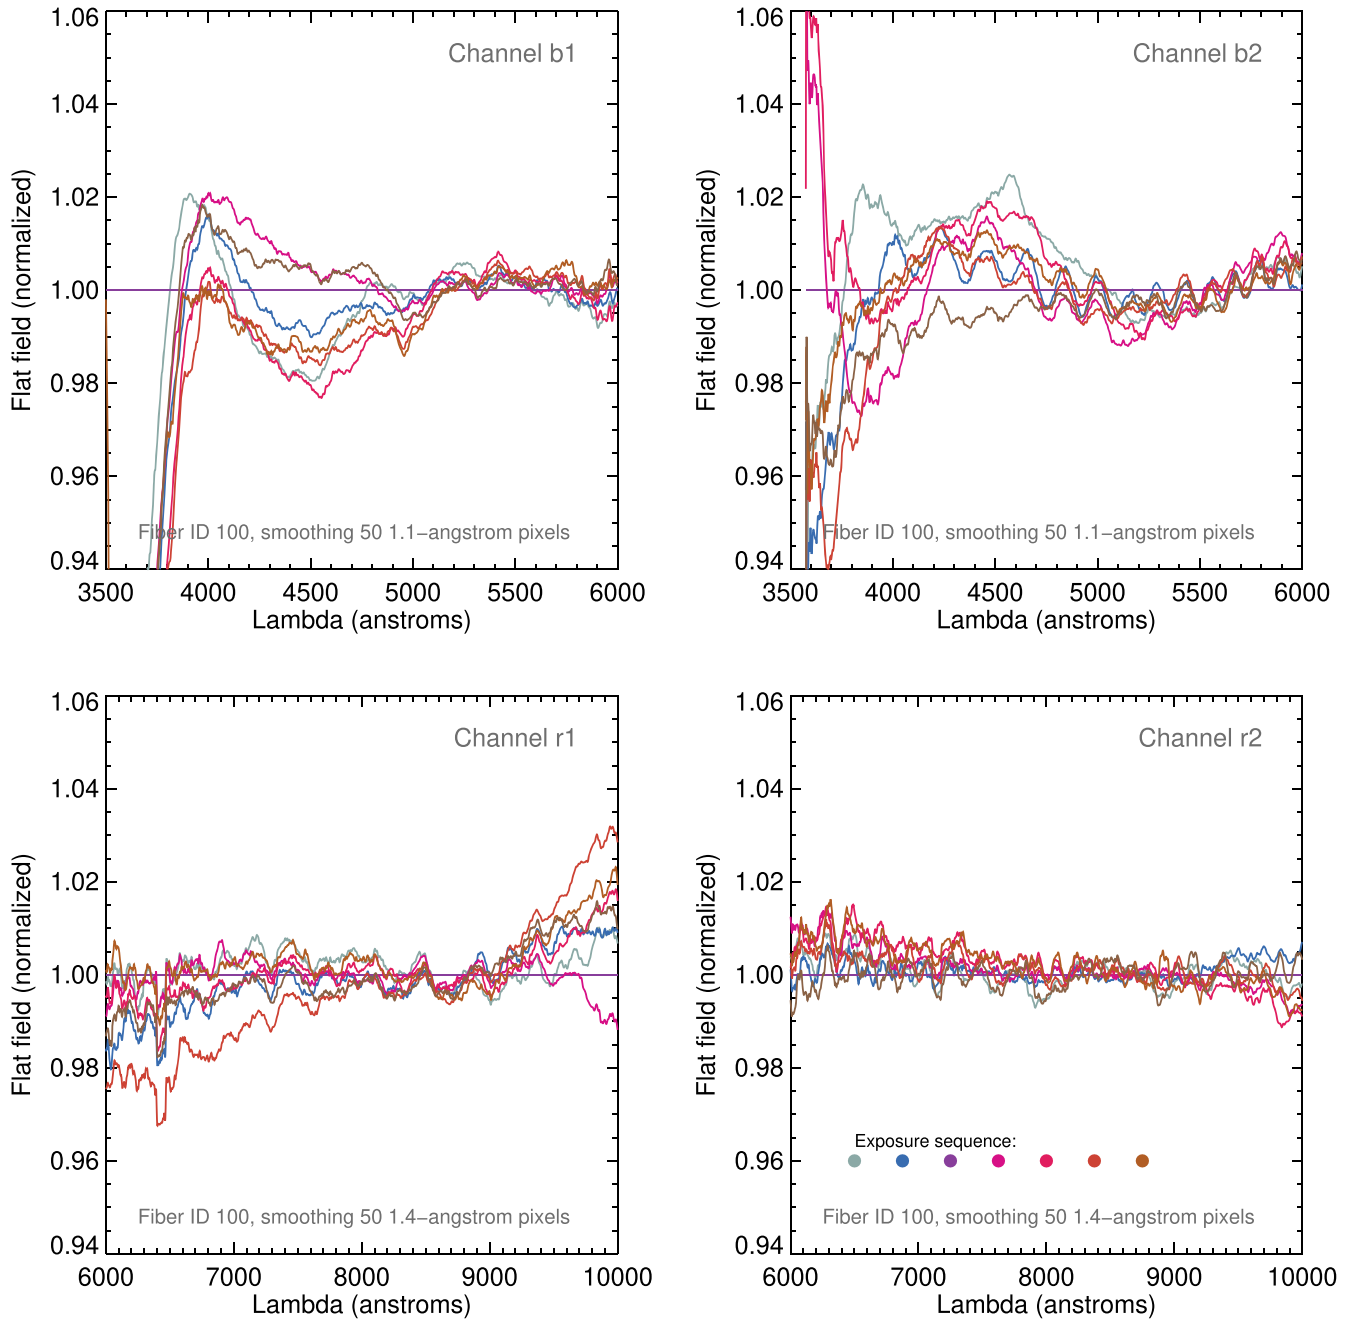 Channel b1
Flat field (normalized)
1.06
1.04
1.02
1.00
0.98
0.96
0.94
Fiber ID 100, smoothing 50 1.1−angstrom pixels
3500 4000 4500 5000 5500 6000
Lambda (anstroms)
Channel b2
Flat field (normalized)
1.06
1.04
1.02
1.00
0.98
0.96
0.94
Fiber ID 100, smoothing 50 1.1−angstrom pixels
3500 4000 4500 5000 5500 6000
Lambda (anstroms)
Channel r1
Flat field (normalized)
1.06
1.04
1.02
1.00
0.98
0.96
0.94
Fiber ID 100, smoothing 50 1.4−angstrom pixels
6000 7000 8000 9000 10000
Lambda (anstroms)
Channel r2
Flat field (normalized)
1.06
1.04
1.02
1.00
0.98
0.96
0.94
Exposure sequence:
Fiber ID 100, smoothing 50 1.4−angstrom pixels
6000 7000 8000 9000 10000
Lambda (anstroms)